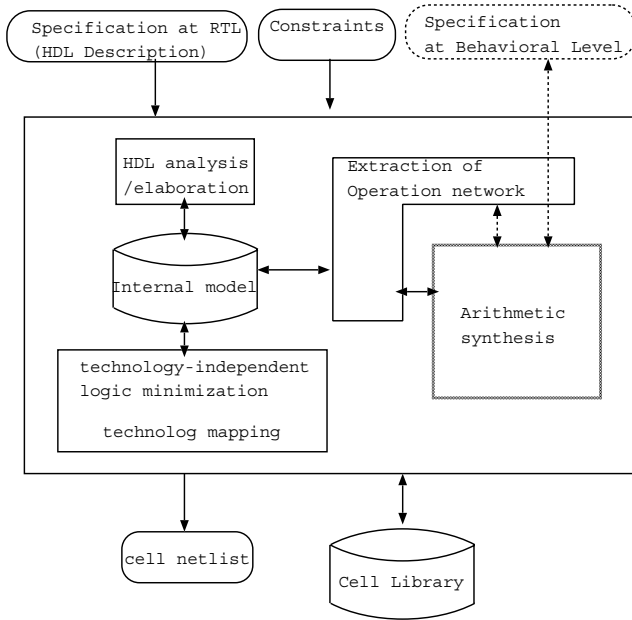 Specification at RTL
(HDL Description)
Constraints
Specification
at Behavioral Level
HDL analysis
/elaboration
Extraction of
Operation network
Internal model
Arithmetic
synthesis
technology-independent
logic minimization
technolog mapping
cell netlist
Cell Library